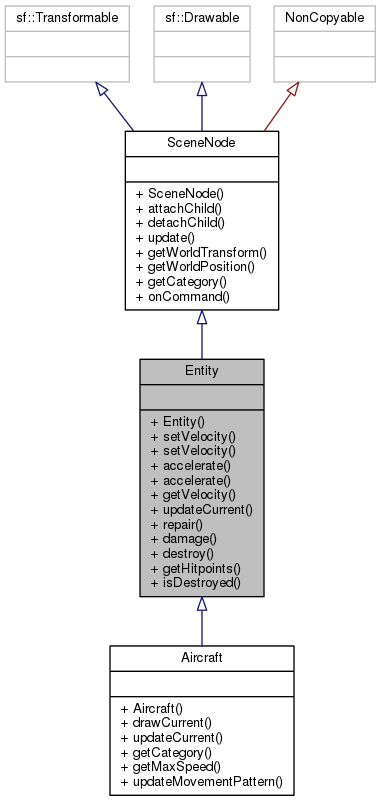 sf::Transformable
sf::Drawable
NonCopyable
SceneNode
+ SceneNode()
+ attachChild()
+ detachChild()
+ update()
+ getWorldTransform()
+ getWorldPosition()
+ getCategory()
+ onCommand()
Entity
+ Entity()
+ setVelocity()
+ setVelocity()
+ accelerate()
+ accelerate()
+ getVelocity()
+ updateCurrent()
+ repair()
+ damage()
+ destroy()
+ getHitpoints()
+ isDestroyed()
Aircraft
+ Aircraft()
+ drawCurrent()
+ updateCurrent()
+ getCategory()
+ getMaxSpeed()
+ updateMovementPattern()